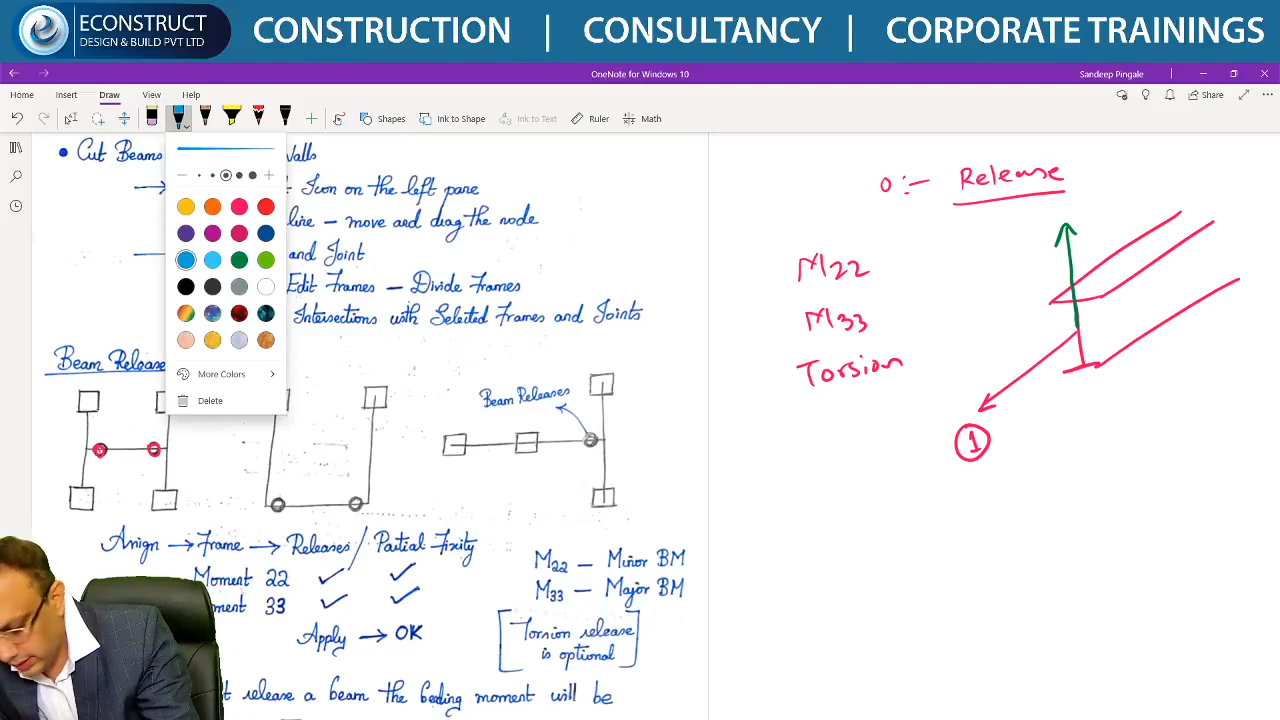 ECONSTRUCT
DESIGN & BUILD PVT LTD
CONSTRUCTION | CONSULTANCY | CORPORATE TRAININGS
OneNote for Windows 10
Sandeep Pingale
Home Insert Draw View Help
Share
Shapes Ink to Shape Ink to Text Ruler Math
More Colors
Delete
• Cut Beams Walls
Icon on the left pane
line - move and drag the node
and Joint
Edit Frames - Divide Frames
Intersections with Selected Frames and Joints
Beam Release
Beam Releases
Assign → Frame → Releases / Partial Fixity
Moment 22 ✓ ✓
ment 33 ✓ ✓
Apply → OK
M22 - Minor BM
M33 - Major BM
[Torsion release
is optional]
t release a beam the bending moment will be
o :- Release
M22
M33
Torsion
1